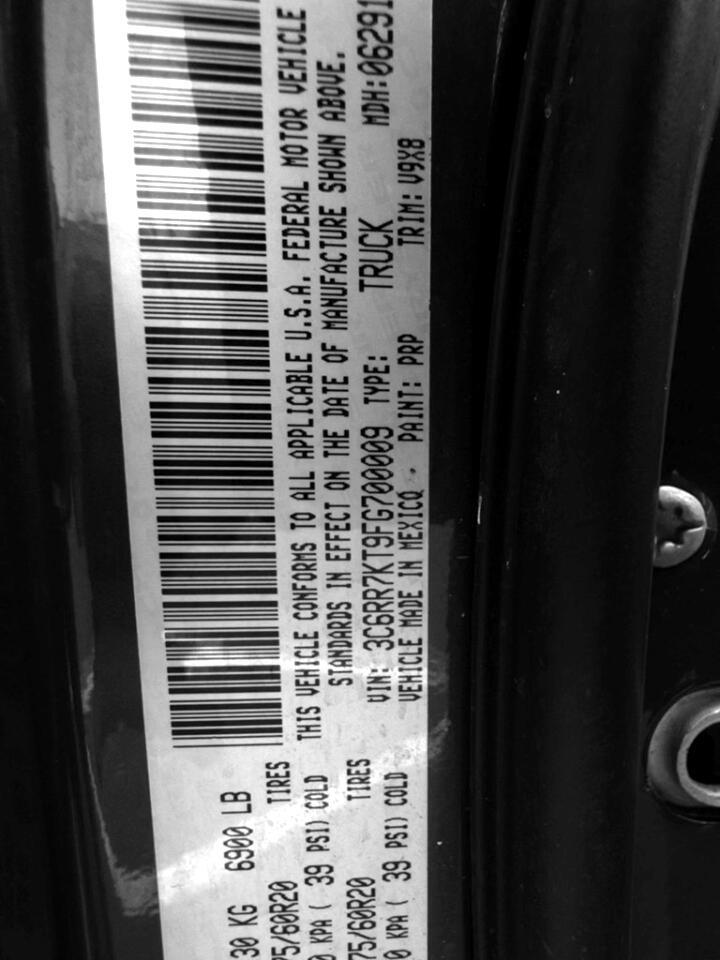 30 KG 6900 LB
75/60R20 TIRES
0 KPA ( 39 PSI) COLD
75/60R20 TIRES
0 KPA ( 39 PSI) COLD
THIS VEHICLE CONFORMS TO ALL APPLICABLE U.S.A. FEDERAL MOTOR VEHICLE
STANDARDS IN EFFECT ON THE DATE OF MANUFACTURE SHOWN ABOVE.
VIN: 3C6RR7KT9FG700009 TYPE: TRUCK MDH:06291
VEHICLE MADE IN MEXICO PAINT: PRP TRIM: V9X8